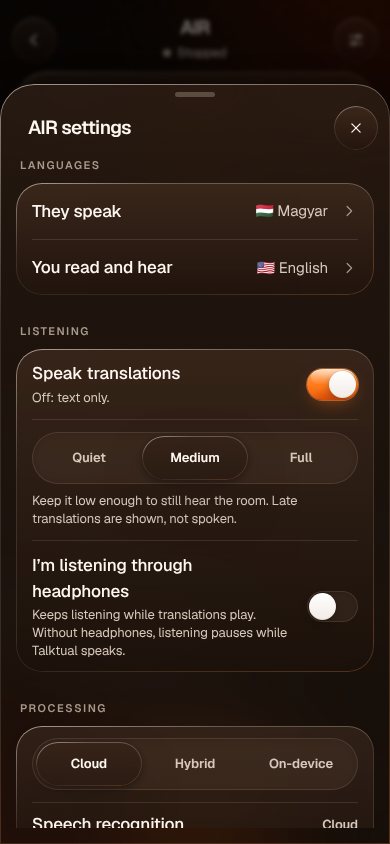 AIR
Stopped
AIR settings
LANGUAGES
They speak 🇭🇺 Magyar
You read and hear 🇺🇸 English
LISTENING
Speak translations
Off: text only.
Quiet Medium Full
Keep it low enough to still hear the room. Late
translations are shown, not spoken.
I’m listening through
headphones
Keeps listening while translations play.
Without headphones, listening pauses while
Talktual speaks.
PROCESSING
Cloud Hybrid On-device
Speech recognition Cloud